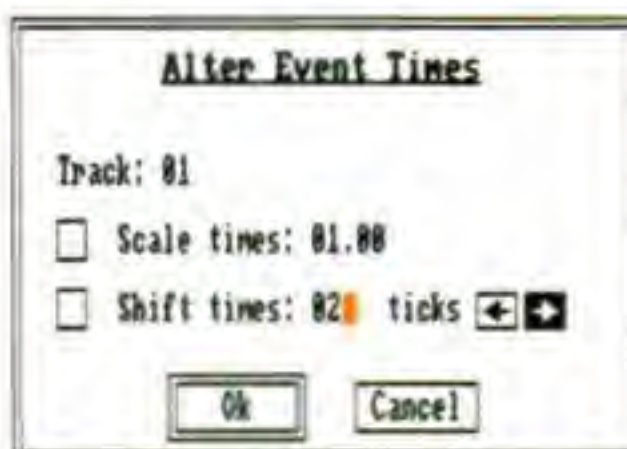 Alter Event Times
Track: 01
Scale times: 01.00
Shift times: 02 ticks
Ok Cancel